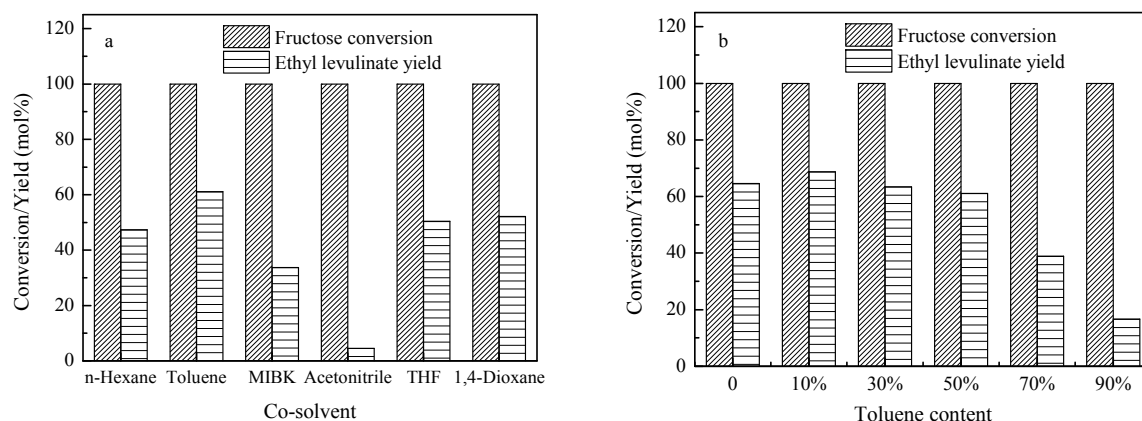 a
Fructose conversion
Ethyl levulinate yield
Conversion/Yield (mol%)
120
100
80
60
40
20
0
n-Hexane Toluene MIBK Acetonitrile THF 1,4-Dioxane
Co-solvent
b
Fructose conversion
Ethyl levulinate yield
Conversion/Yield (mol%)
120
100
80
60
40
20
0
0 10% 30% 50% 70% 90%
Toluene content